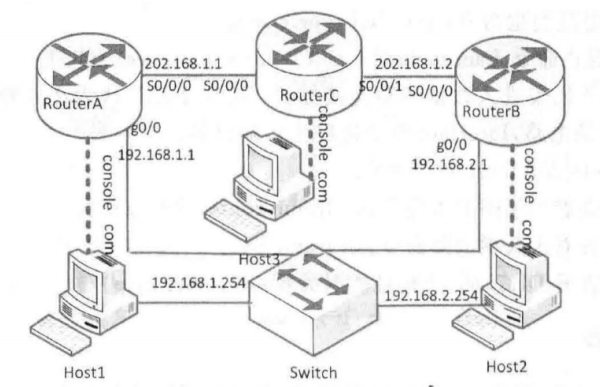 202.168.1.1
202.168.1.2
S0/0/0
S0/0/0
S0/0/1
S0/0/0
RouterA
RouterC
RouterB
g0/0
192.168.1.1
g0/0
192.168.2.1
console
com
console
com
console
com
Host3
192.168.1.254
192.168.2.254
Host1
Switch
Host2